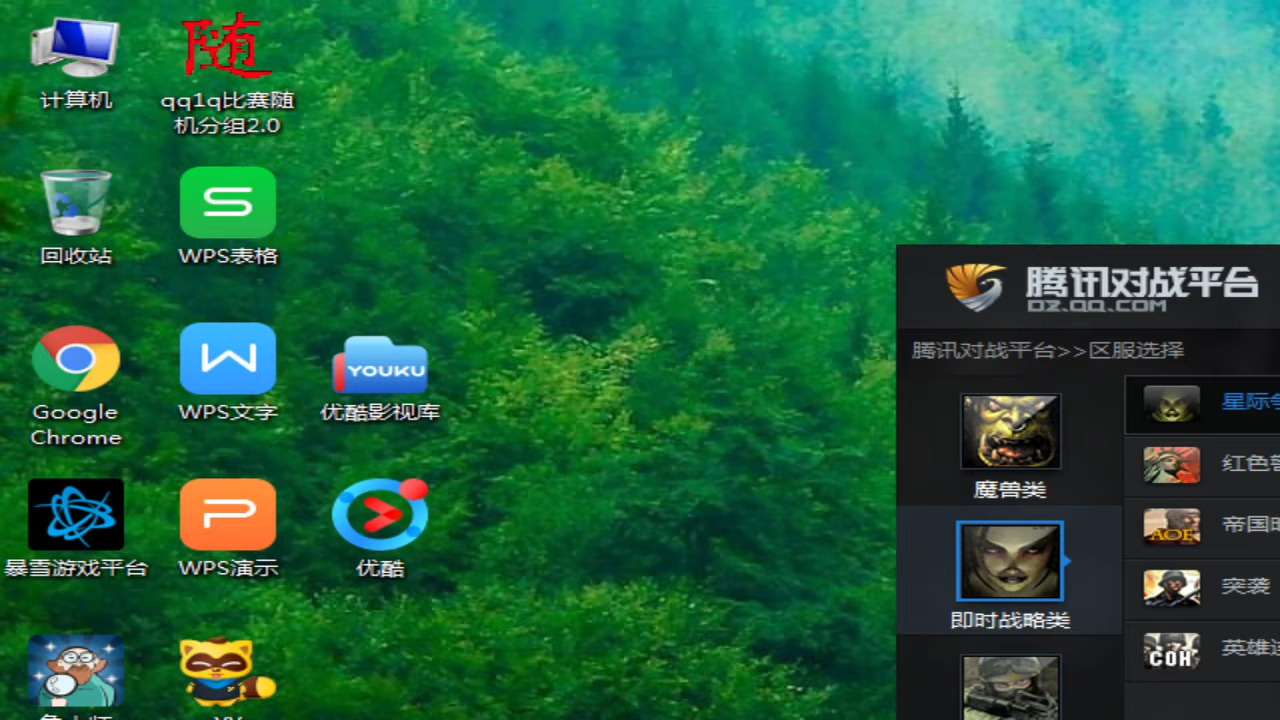 随
计算机
qq1q比赛随
机分组2.0
回收站
WPS表格
Google
Chrome
WPS文字
YOUKU
优酷影视库
暴雪游戏平台
WPS演示
优酷
腾讯对战平台
DZ.QQ.COM
腾讯对战平台>>区服选择
魔兽类
即时战略类
星际
红色
AOE
帝国
突袭
COH
英雄